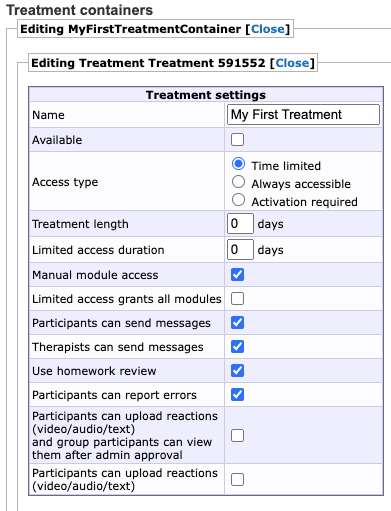 Treatment containers
Editing MyFirstTreatmentContainer [Close]
Editing Treatment Treatment 591552 [Close]
Treatment settings
Name My First Treatment
Available
Access type
Time limited
Always accessible
Activation required
Treatment length 0 days
Limited access duration 0 days
Manual module access
Limited access grants all modules
Participants can send messages
Therapists can send messages
Use homework review
Participants can report errors
Participants can upload reactions
(video/audio/text)
and group participants can view
them after admin approval
Participants can upload reactions
(video/audio/text)